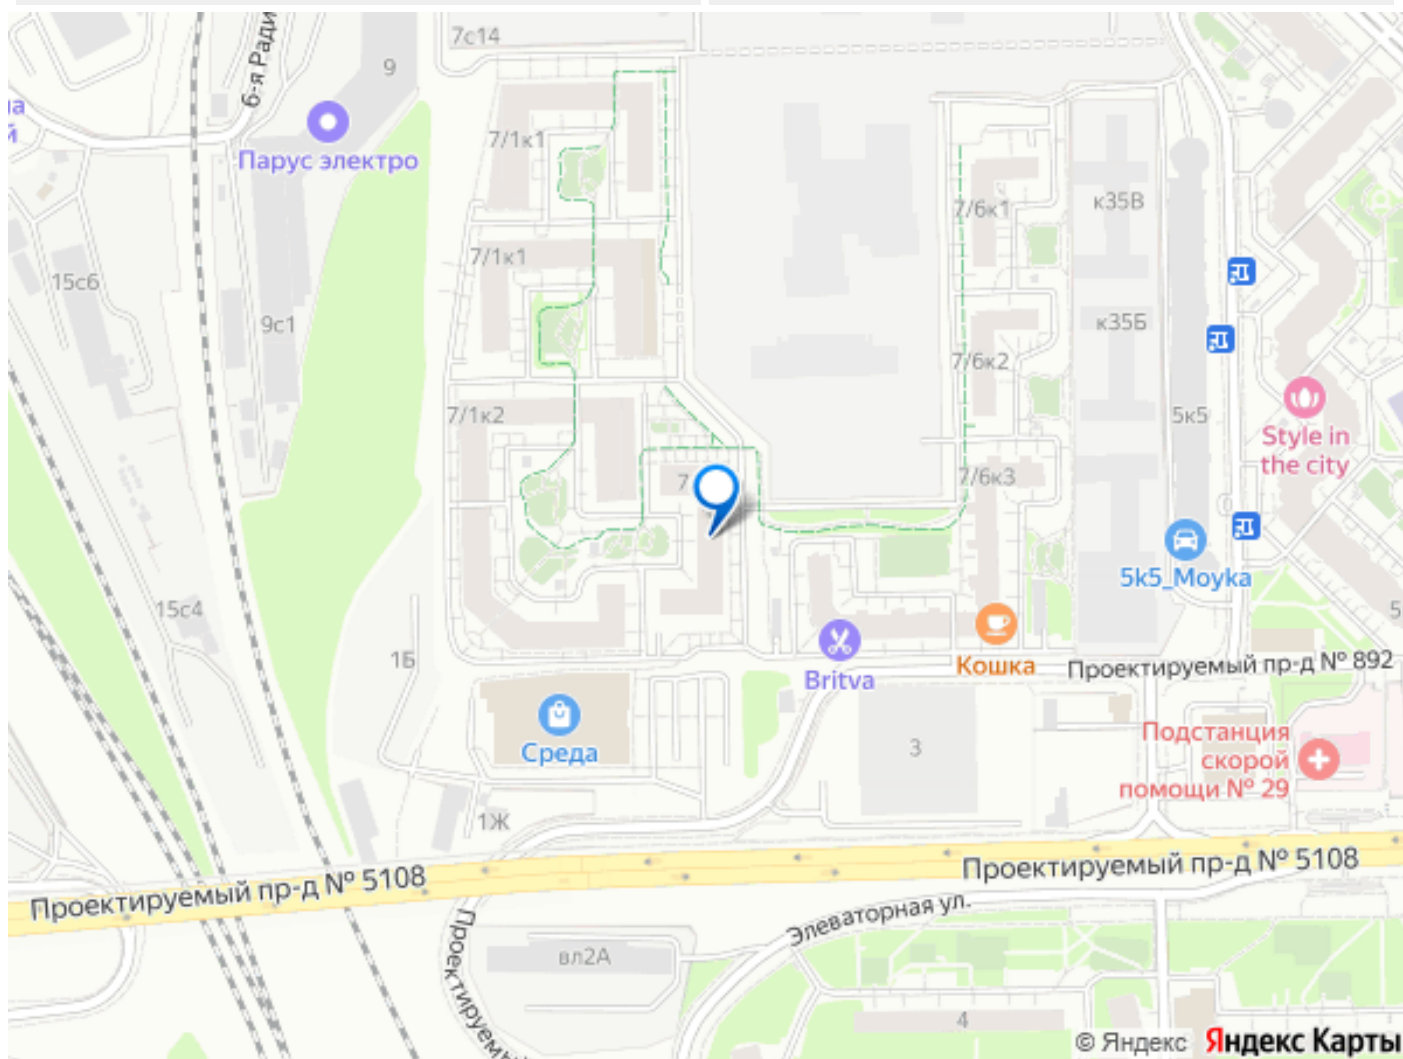 7с14
9
6-я Ради
Парус электро
7/1к1
7/6к1
к35В
15с6
7/1к1
9с1
к35Б
7/6к2
7/1к2
5к5
Style in
the city
7
7/6к3
5k5_Moyka
15с4
5
1Б
Кошка
Britva
Проектируемый пр-д № 892
Среда
3
Подстанция
скорой
помощи № 29
1Ж
Проектируемый пр-д № 5108
Проектируемый пр-д № 5108
Элеваторная ул.
Проектируемый
вл2А
4
© Яндекс Яндекс Карты